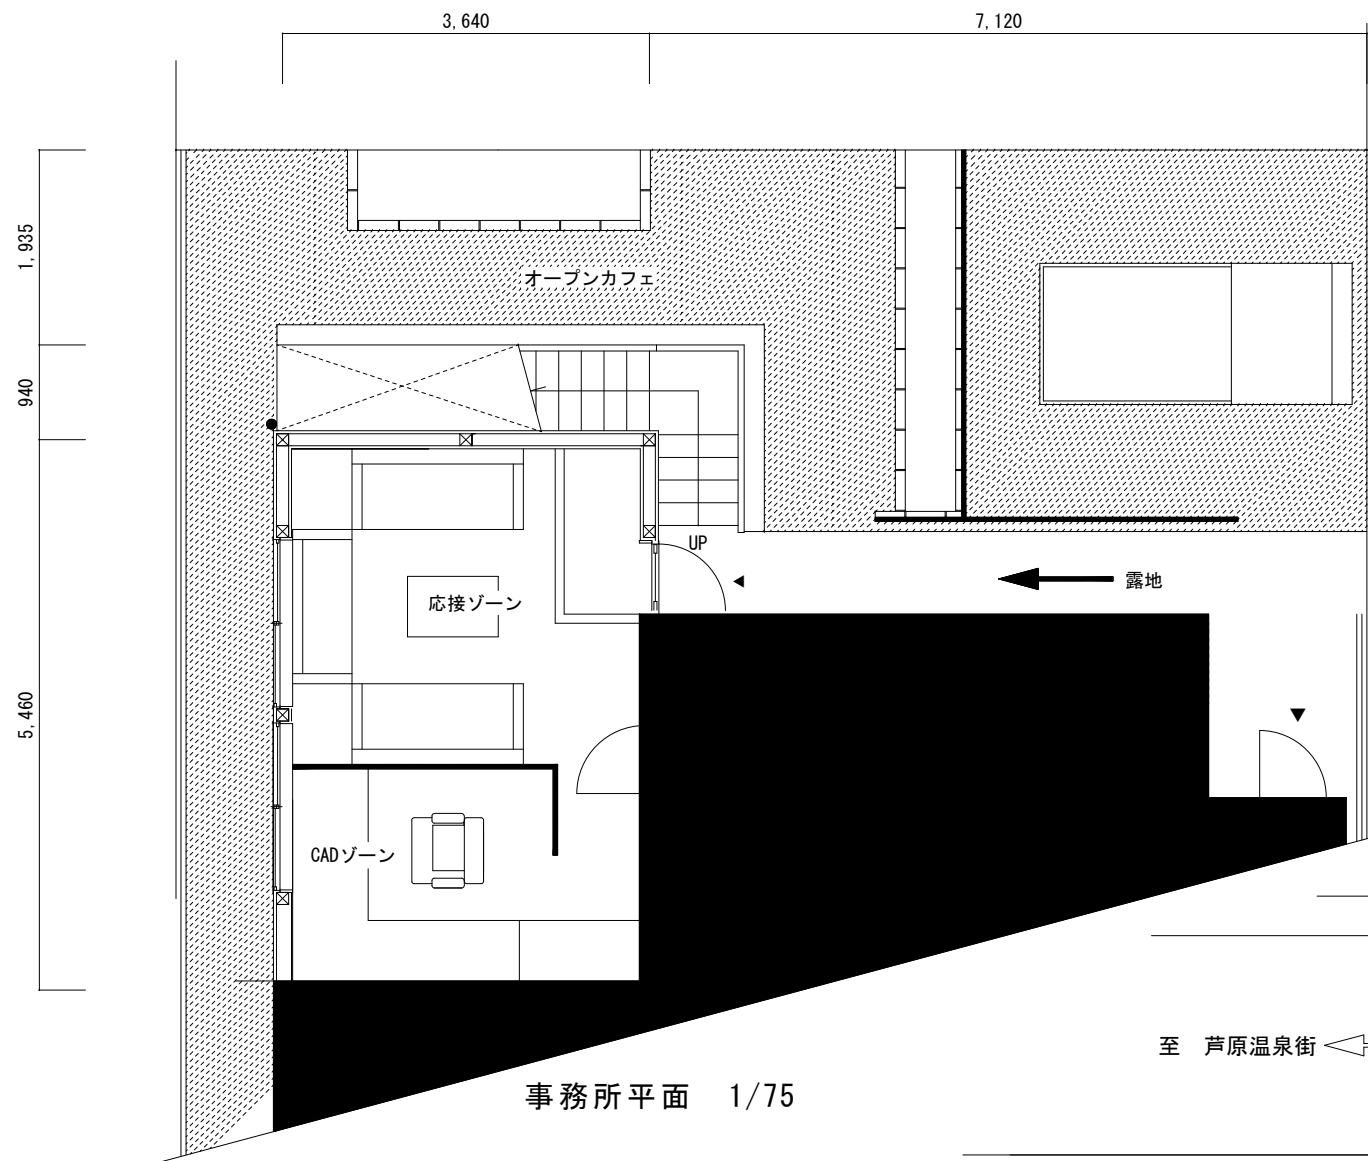 3,640
7,120
1,935
オープンカフェ
940
UP
露地
応接ゾーン
5,460
CADゾーン
至　芦原温泉街
事務所平面　1/75